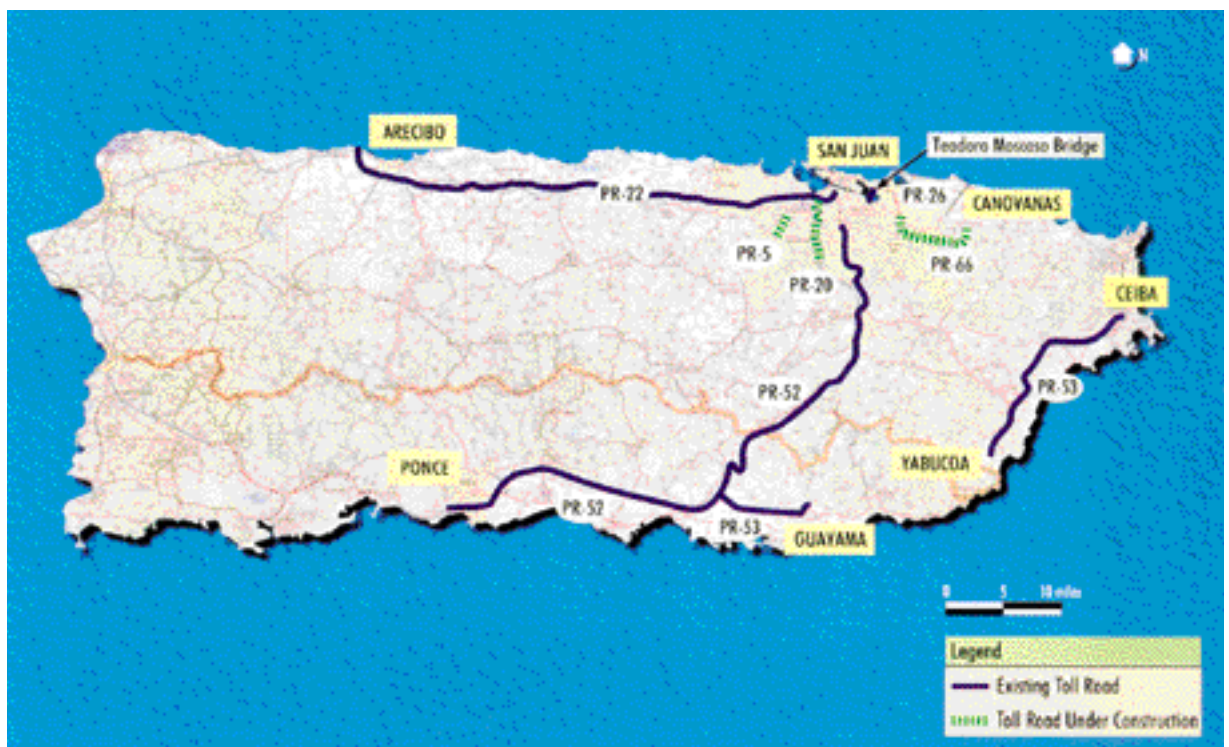 N
ARECIBO
SAN JUAN
Teodoro Moscoso Bridge
PR-22
PR-26
CANOVANAS
PR-5
PR-20
PR-66
CEIBA
PR-52
PR-53
PONCE
YABUCOA
PR-52
PR-53
GUAYAMA
0 5 10 miles
Legend
Existing Toll Road
Toll Road Under Construction